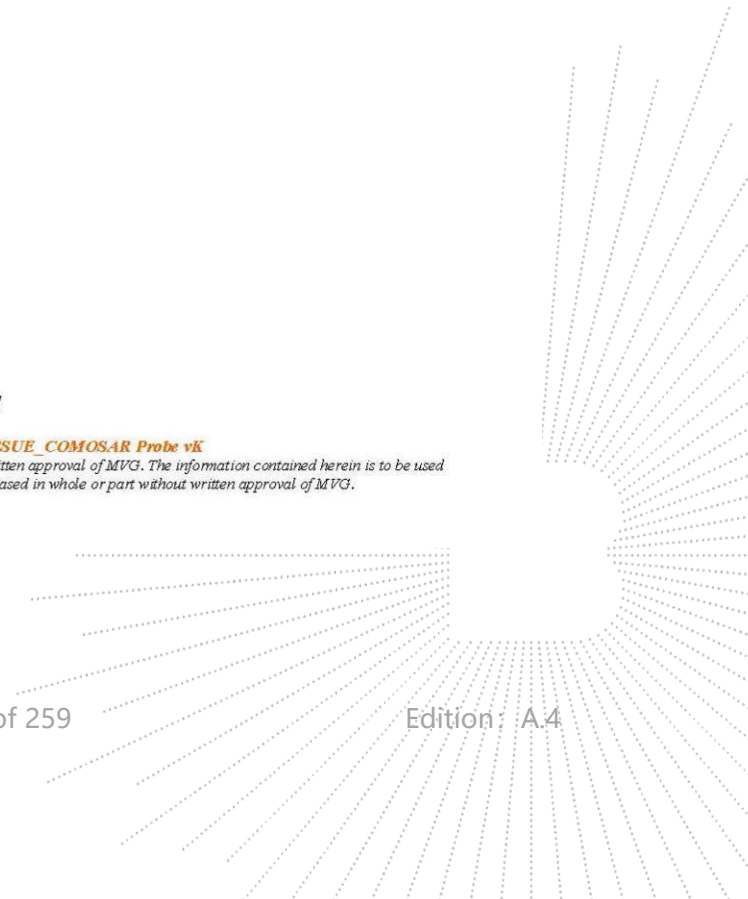 SSUE_COMOSAR Probe vK
itten approval of MVG. The information contained herein is to be used
ased in whole or part without written approval of MVG.
of 259
Edition: A.4